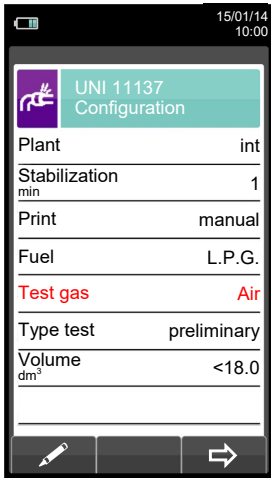 15/01/14
10:00
UNI 11137
Configuration
Plant int
Stabilization
min 1
Print manual
Fuel L.P.G.
Test gas Air
Type test preliminary
Volume
dm³ <18.0